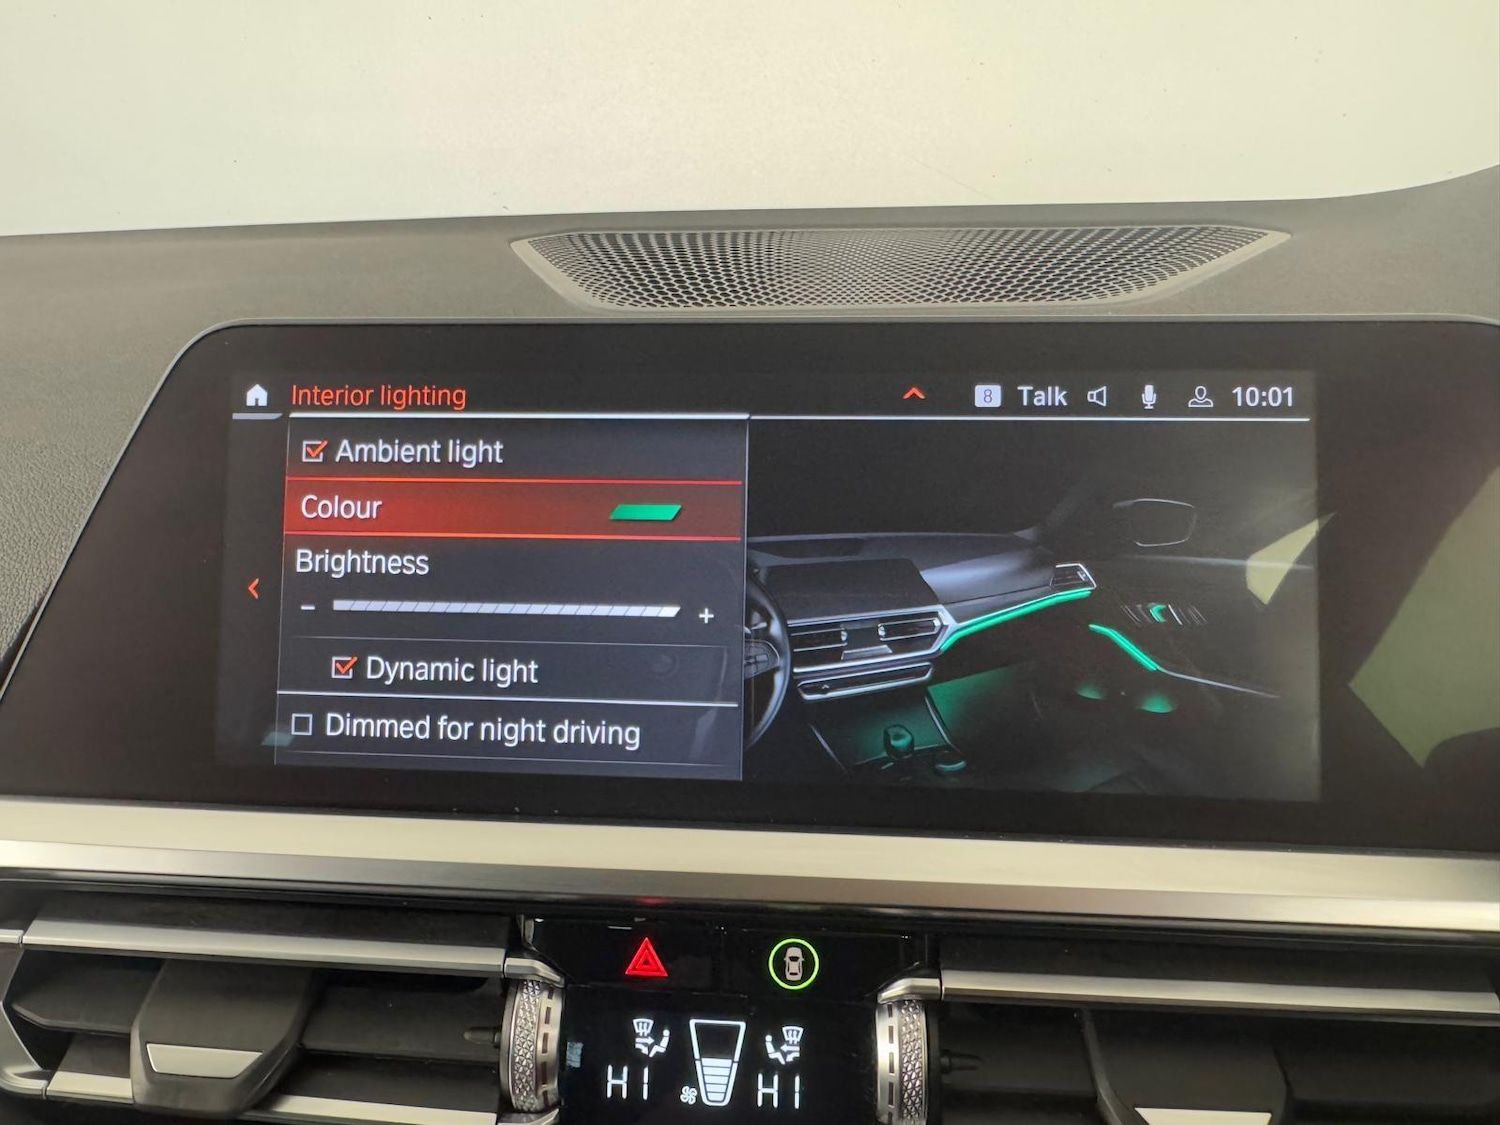 Interior lighting
8 Talk 10:01
Ambient light
Colour
Brightness
- +
Dynamic light
Dimmed for night driving
HI HI